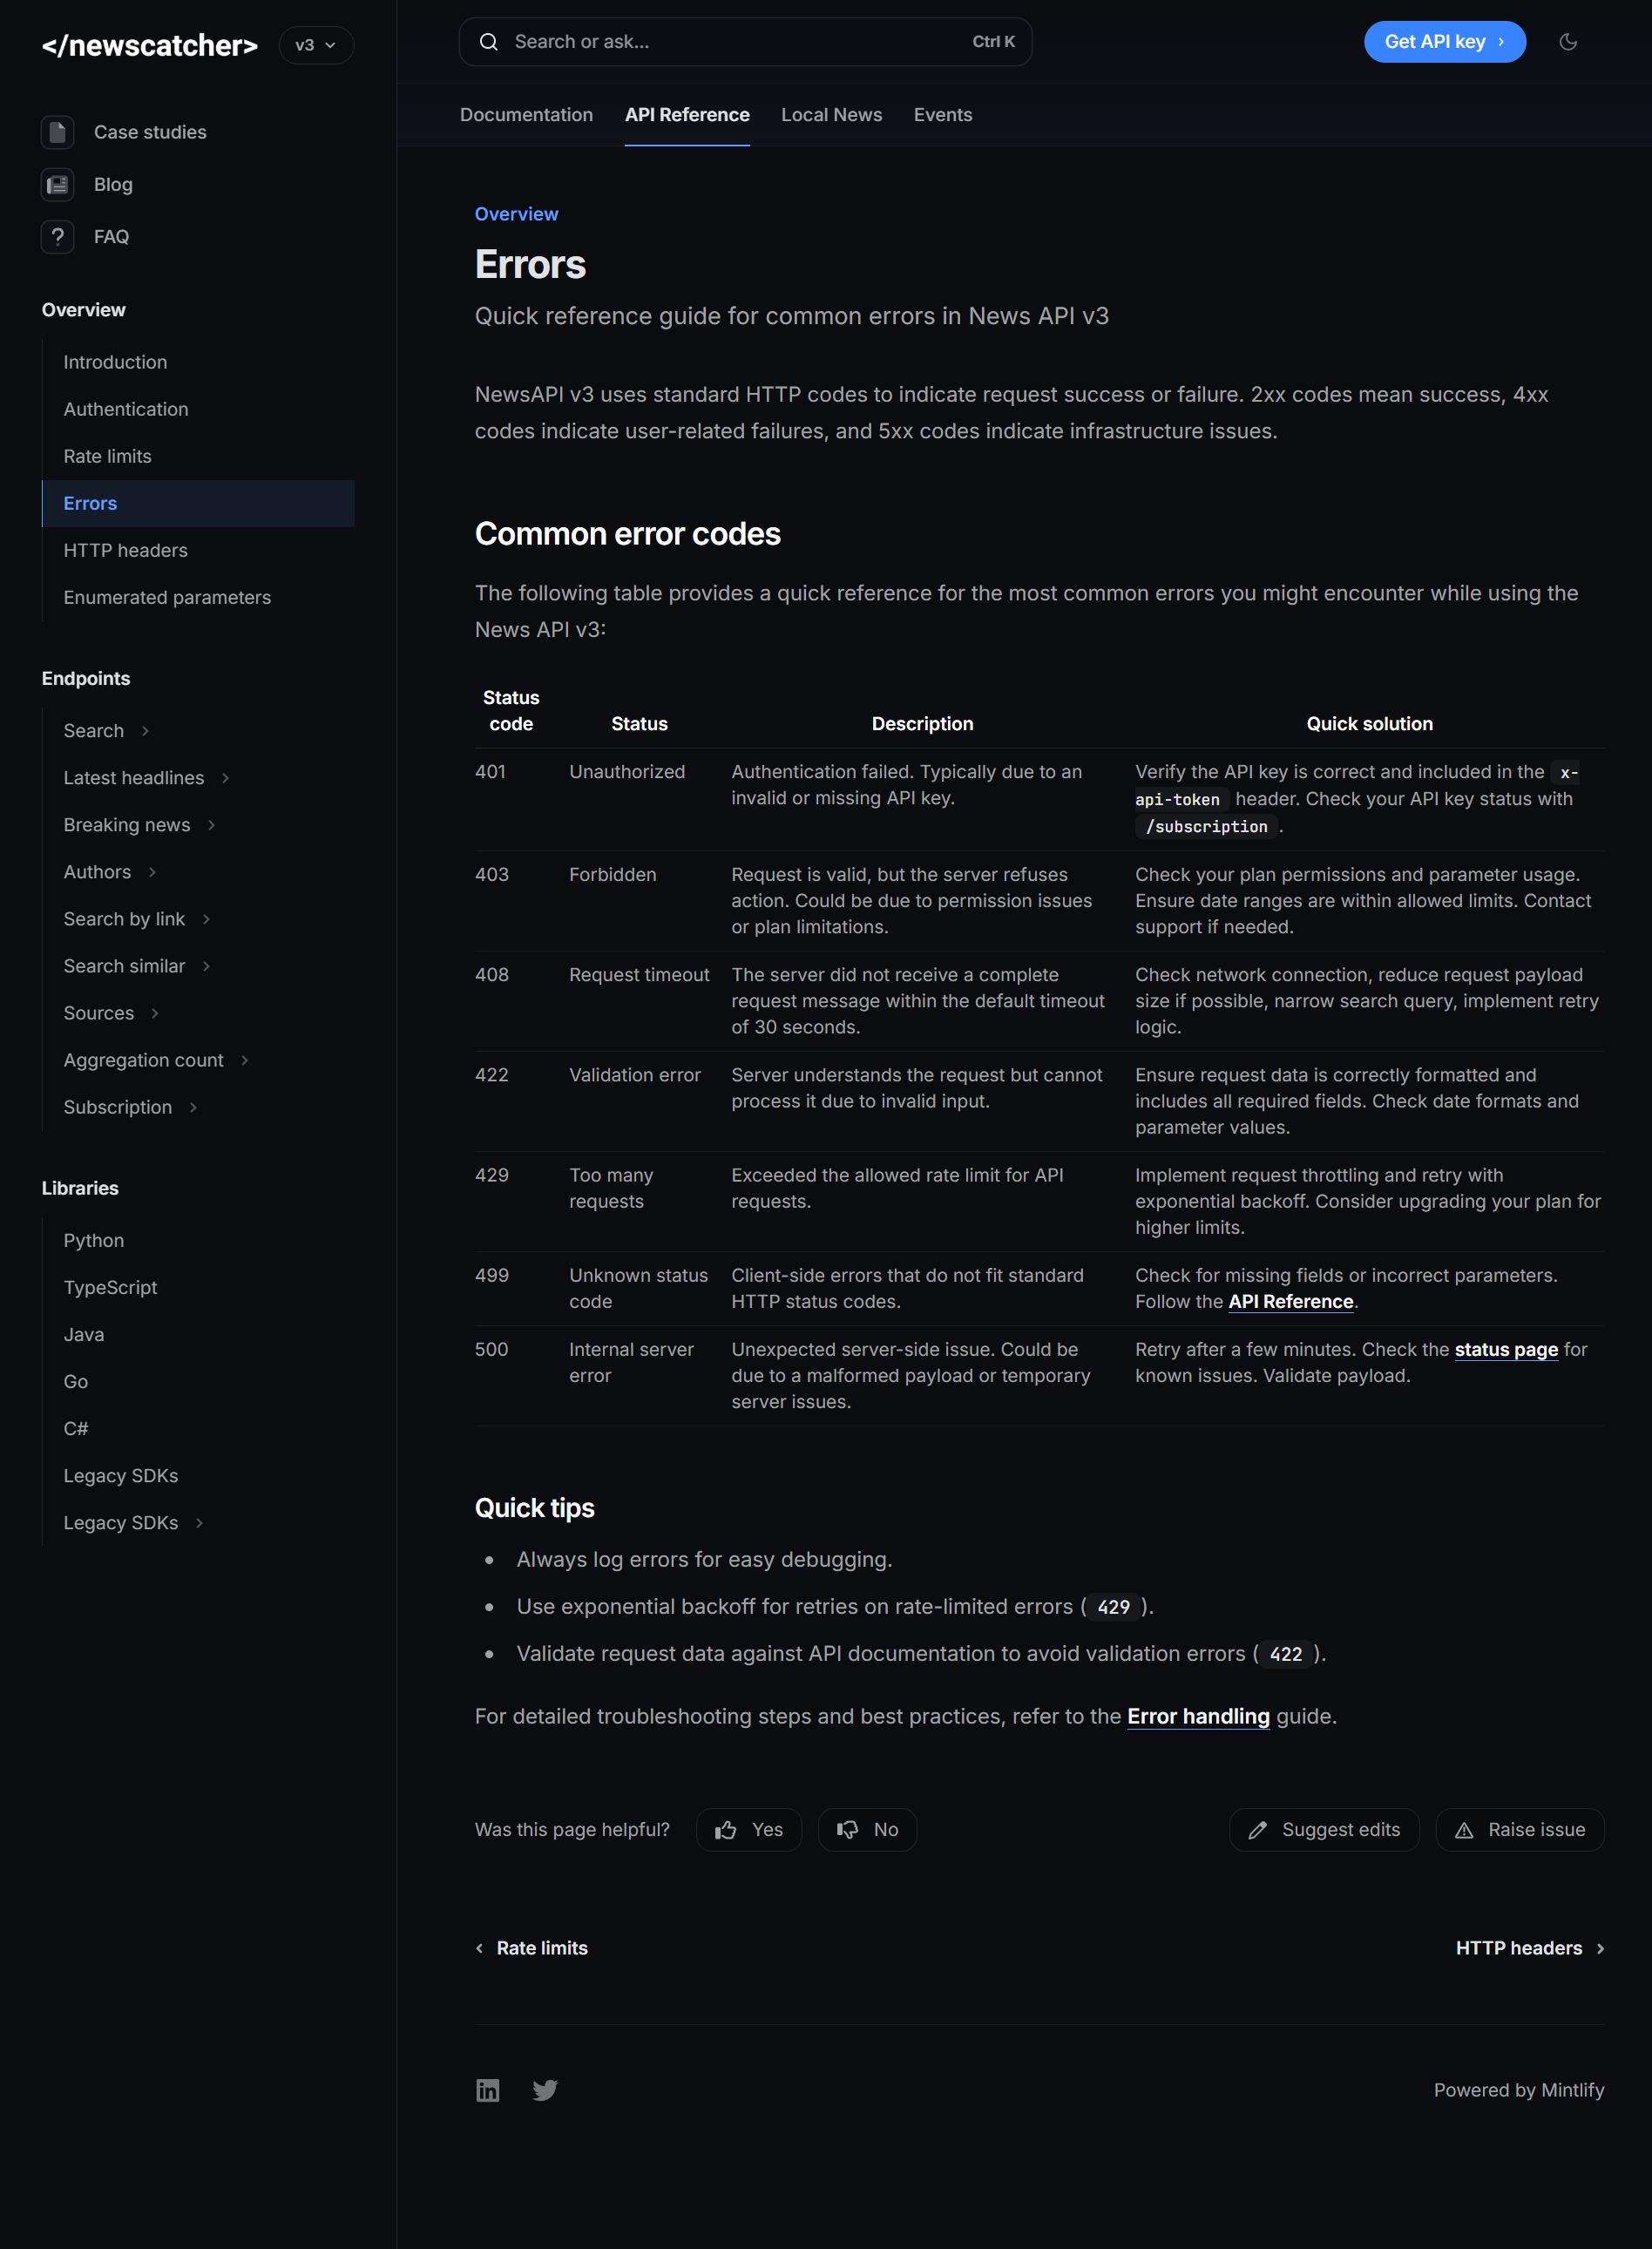 </newscatcher>
v3
Search or ask...
Ctrl K
Get API key
Documentation
API Reference
Local News
Events
Case studies
Blog
FAQ
Overview
Introduction
Authentication
Rate limits
Errors
HTTP headers
Enumerated parameters
Endpoints
Search
Latest headlines
Breaking news
Authors
Search by link
Search similar
Sources
Aggregation count
Subscription
Libraries
Python
TypeScript
Java
Go
C#
Legacy SDKs
Legacy SDKs
Overview
Errors
Quick reference guide for common errors in News API v3
NewsAPI v3 uses standard HTTP codes to indicate request success or failure. 2xx codes mean success, 4xx
codes indicate user-related failures, and 5xx codes indicate infrastructure issues.
Common error codes
The following table provides a quick reference for the most common errors you might encounter while using the
News API v3:
Status
code
Status
Description
Quick solution
401
Unauthorized
Authentication failed. Typically due to an
invalid or missing API key.
Verify the API key is correct and included in the x-
api-token header. Check your API key status with
/subscription.
403
Forbidden
Request is valid, but the server refuses
action. Could be due to permission issues
or plan limitations.
Check your plan permissions and parameter usage.
Ensure date ranges are within allowed limits. Contact
support if needed.
408
Request timeout
The server did not receive a complete
request message within the default timeout
of 30 seconds.
Check network connection, reduce request payload
size if possible, narrow search query, implement retry
logic.
422
Validation error
Server understands the request but cannot
process it due to invalid input.
Ensure request data is correctly formatted and
includes all required fields. Check date formats and
parameter values.
429
Too many
requests
Exceeded the allowed rate limit for API
requests.
Implement request throttling and retry with
exponential backoff. Consider upgrading your plan for
higher limits.
499
Unknown status
code
Client-side errors that do not fit standard
HTTP status codes.
Check for missing fields or incorrect parameters.
Follow the API Reference.
500
Internal server
error
Unexpected server-side issue. Could be
due to a malformed payload or temporary
server issues.
Retry after a few minutes. Check the status page for
known issues. Validate payload.
Quick tips
Always log errors for easy debugging.
Use exponential backoff for retries on rate-limited errors (429).
Validate request data against API documentation to avoid validation errors (422).
For detailed troubleshooting steps and best practices, refer to the Error handling guide.
Was this page helpful?
Yes
No
Suggest edits
Raise issue
Rate limits
HTTP headers
Powered by Mintlify